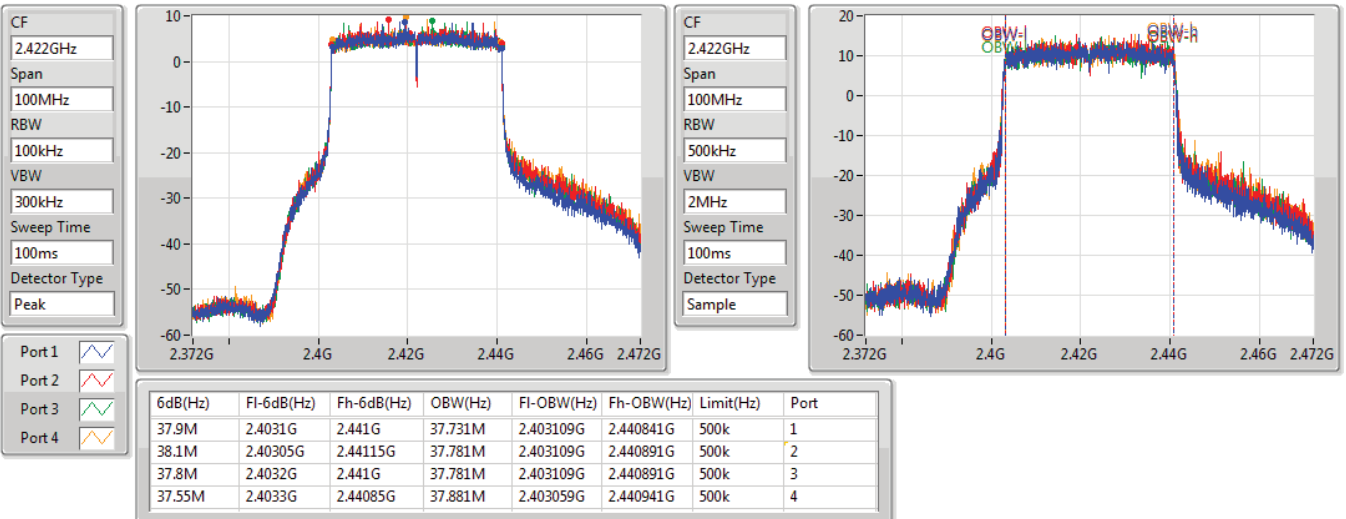 CF
2.422GHz
Span
100MHz
RBW
100kHz
VBW
300kHz
Sweep Time
100ms
Detector Type
Peak
10
0
-10
-20
-30
-40
-50
-60
2.372G 2.4G 2.42G 2.44G 2.46G 2.472G
CF
2.422GHz
Span
100MHz
RBW
500kHz
VBW
2MHz
Sweep Time
100ms
Detector Type
Sample
20
10
0
-10
-20
-30
-40
-50
-60
OBW-l OBW-h
2.372G 2.4G 2.42G 2.44G 2.46G 2.472G
Port 1
Port 2
Port 3
Port 4
6dB(Hz) Fl-6dB(Hz) Fh-6dB(Hz) OBW(Hz) Fl-OBW(Hz) Fh-OBW(Hz) Limit(Hz) Port
37.9M 2.4031G 2.441G 37.731M 2.403109G 2.440841G 500k 1
38.1M 2.40305G 2.44115G 37.781M 2.403109G 2.440891G 500k 2
37.8M 2.4032G 2.441G 37.781M 2.403109G 2.440891G 500k 3
37.55M 2.4033G 2.44085G 37.881M 2.403059G 2.440941G 500k 4